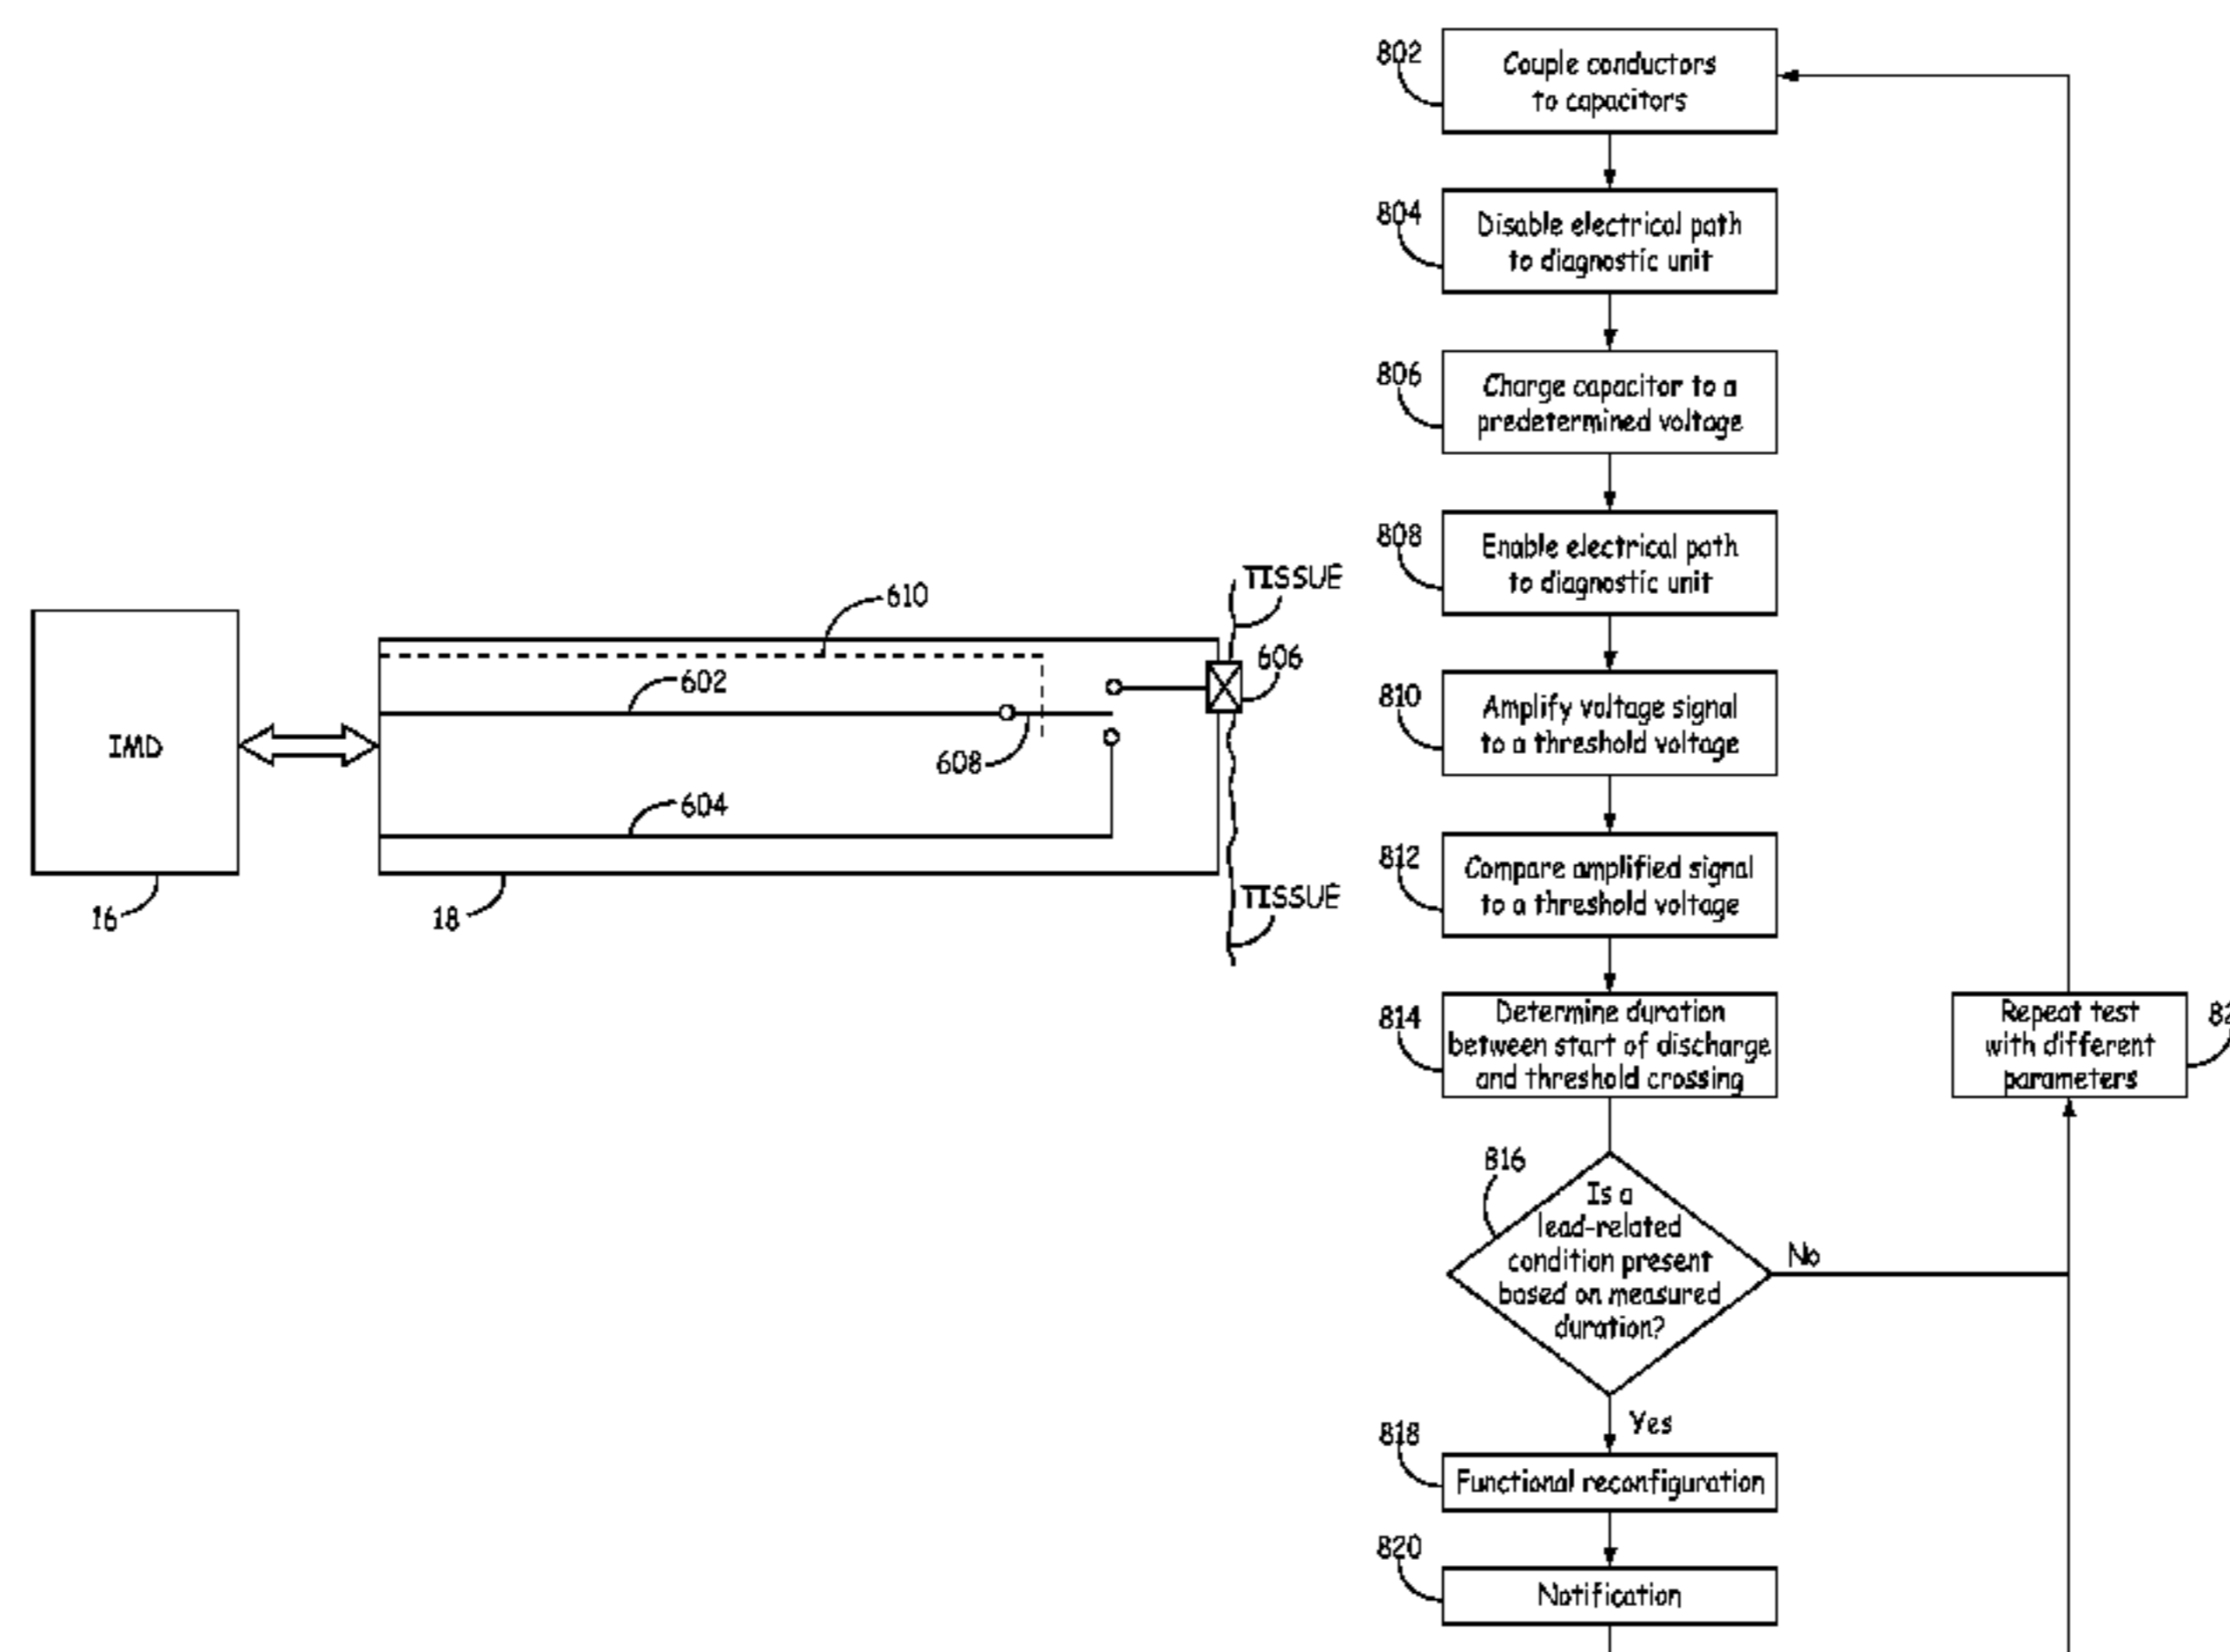 610
TISSUE
606
602
IMD
608
604
16
18
TISSUE
802
Couple conductors
to capacitors
804
Disable electrical path
to diagnostic unit
806
Charge capacitor to a
predetermined voltage
808
Enable electrical path
to diagnostic unit
810
Amplify voltage signal
to a threshold voltage
812
Compare amplified signal
to a threshold voltage
814
Determine duration
between start of discharge
and threshold crossing
Repeat test
with different
parameters
816
Is a
lead-related
condition present
based on measured
duration?
No
Yes
818
Functional reconfiguration
820
Notification